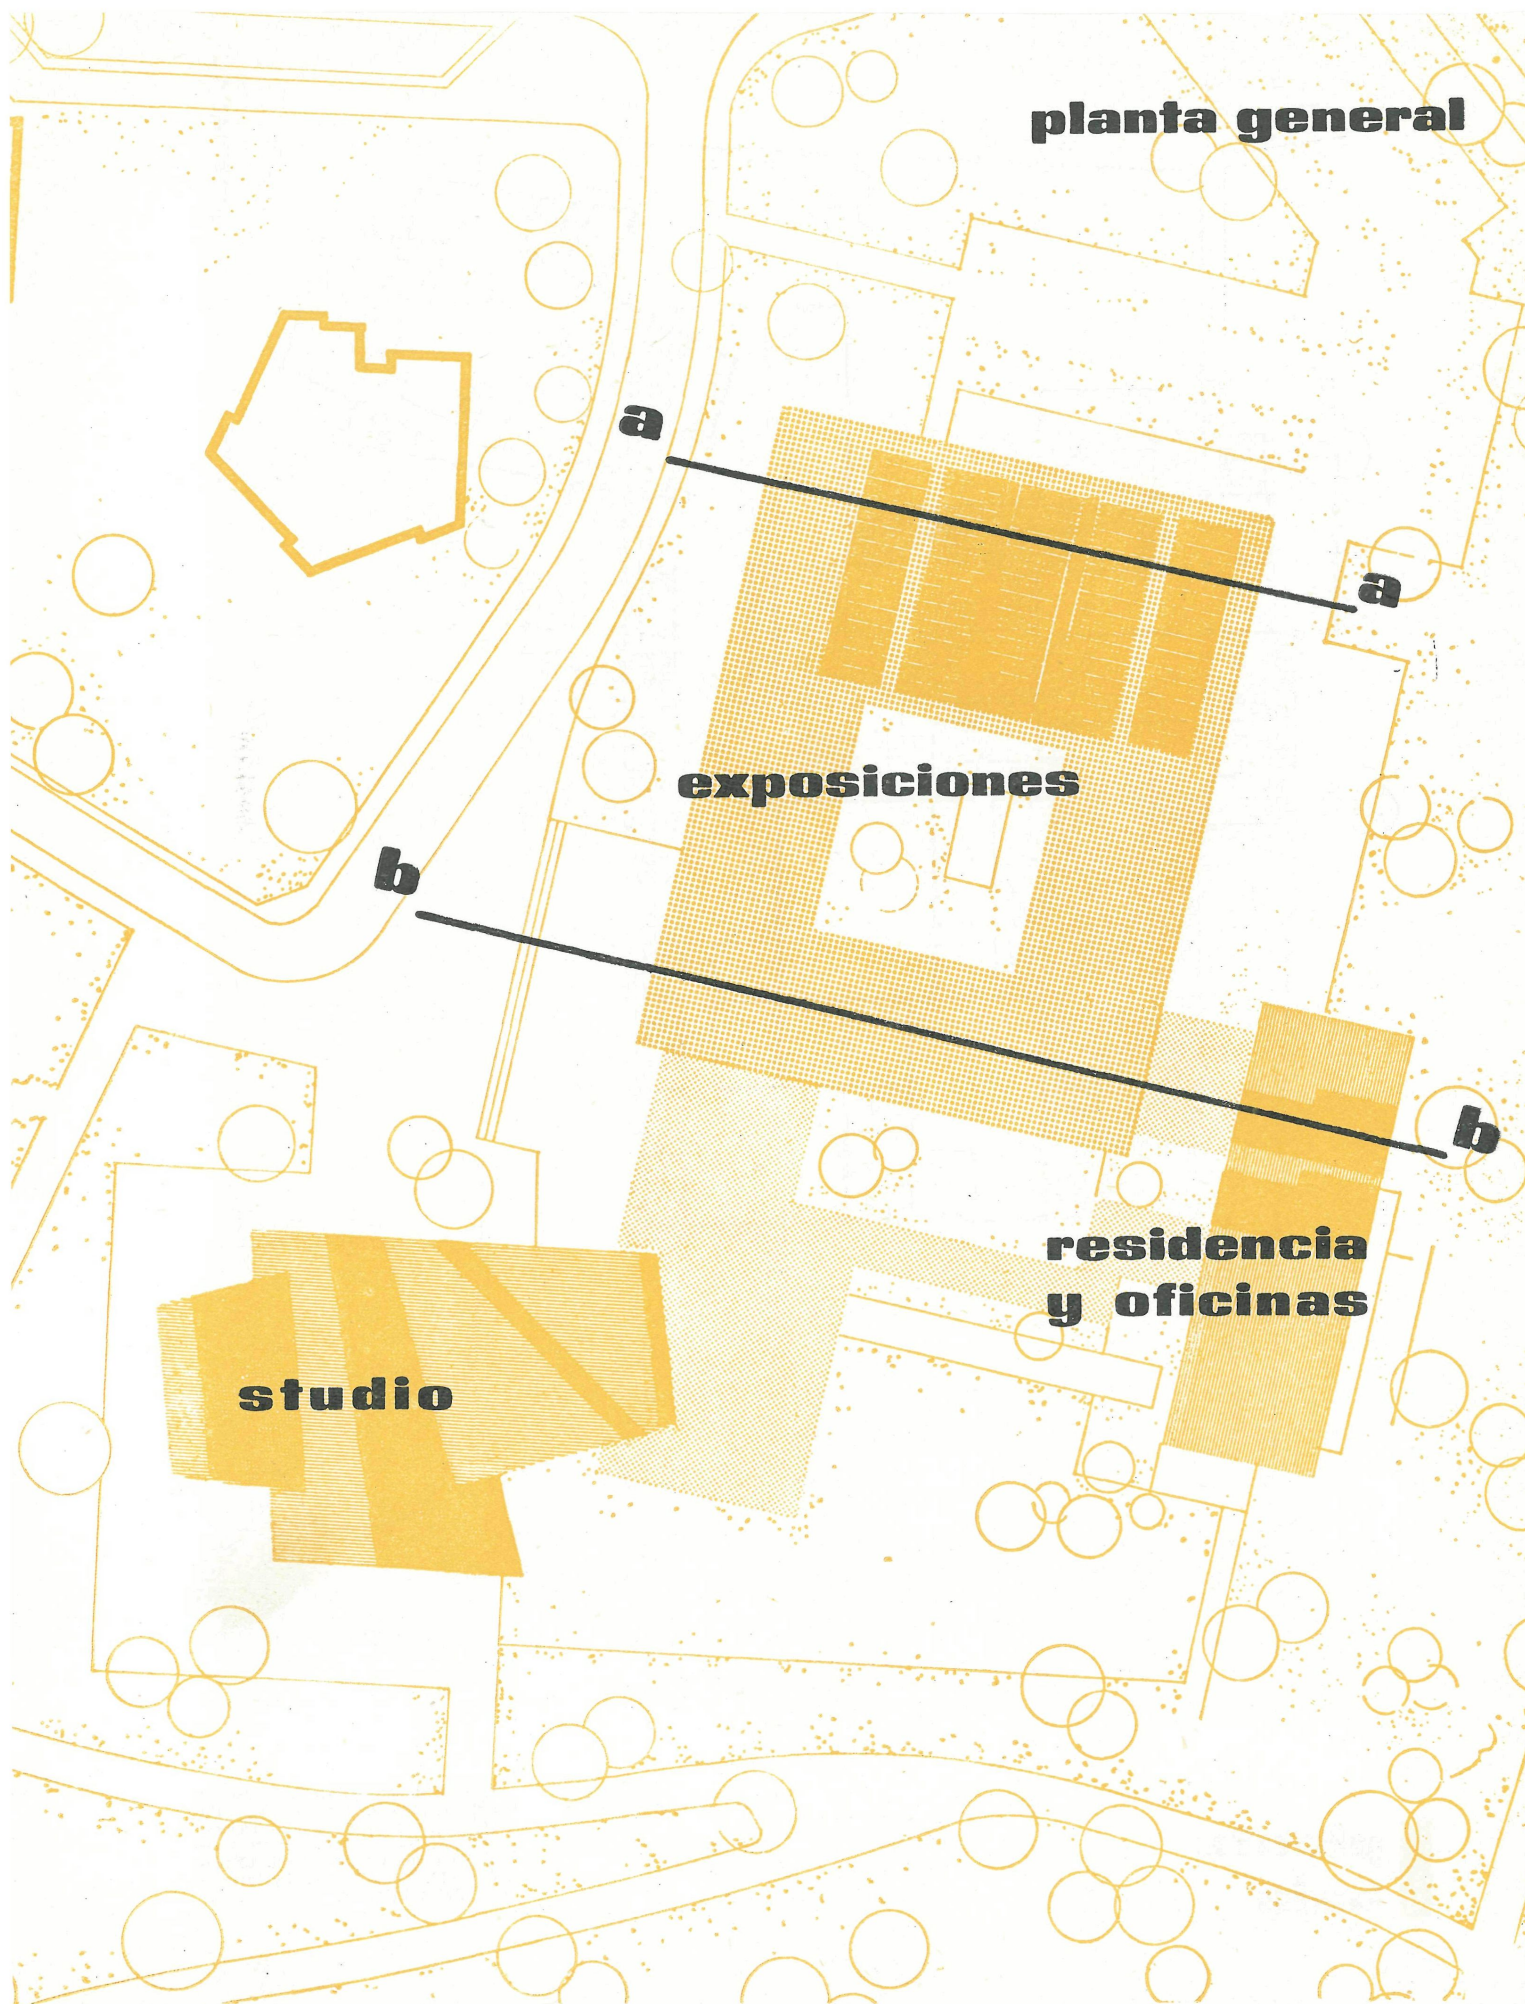 planta general
a
a
exposiciones
b
b
residencia
y oficinas
studio